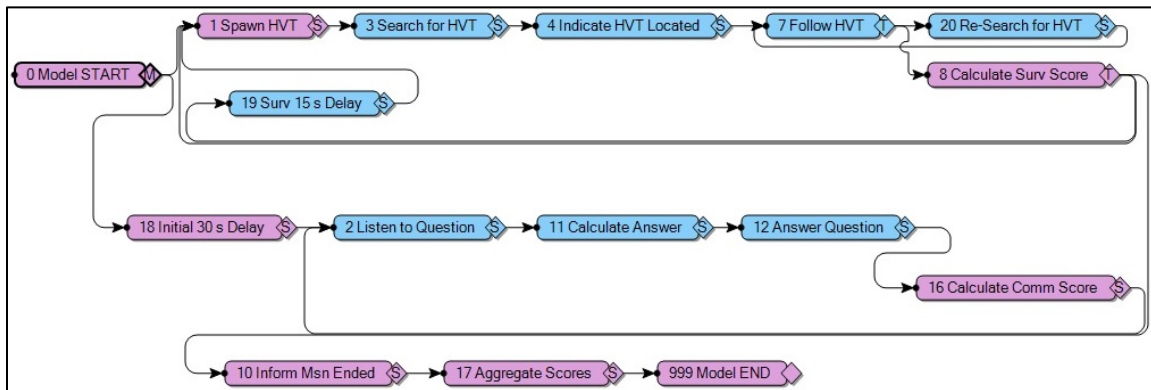 1 Spawn HVT S
3 Search for HVT S
4 Indicate HVT Located S
7 Follow HVT T
20 Re-Search for HVT S
0 Model START M
8 Calculate Surv Score T
19 Surv 15 s Delay S
18 Initial 30 s Delay S
2 Listen to Question S
11 Calculate Answer S
12 Answer Question S
16 Calculate Comm Score S
10 Inform Msn Ended S
17 Aggregate Scores S
999 Model END